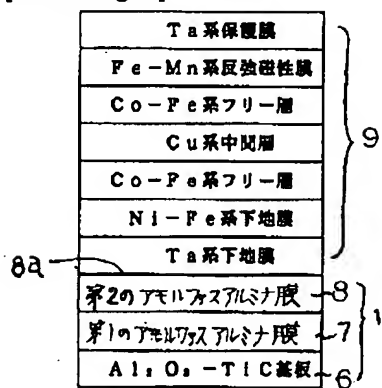 Ta系保護膜
Fe-Mn系反強磁性膜
Co-Fe系フリー層
Cu系中間層
Co-Fe系フリー層
Ni-Fe系下地膜
Ta系下地膜
9
8a
第2のアモルファスアルミナ膜 8
第1のアモルファスアルミナ膜 7
1
Al₂O₃-TiC基板 6